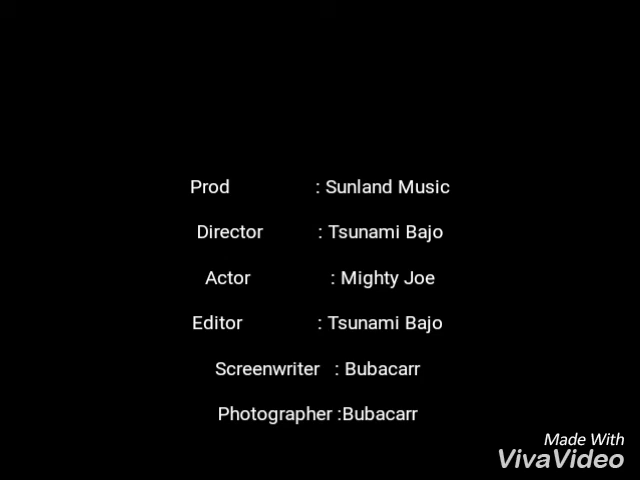 Prod : Sunland Music
Director : Tsunami Bajo
Actor : Mighty Joe
Editor : Tsunami Bajo
Screenwriter : Bubacarr
Photographer :Bubacarr
Made With
VivaVideo